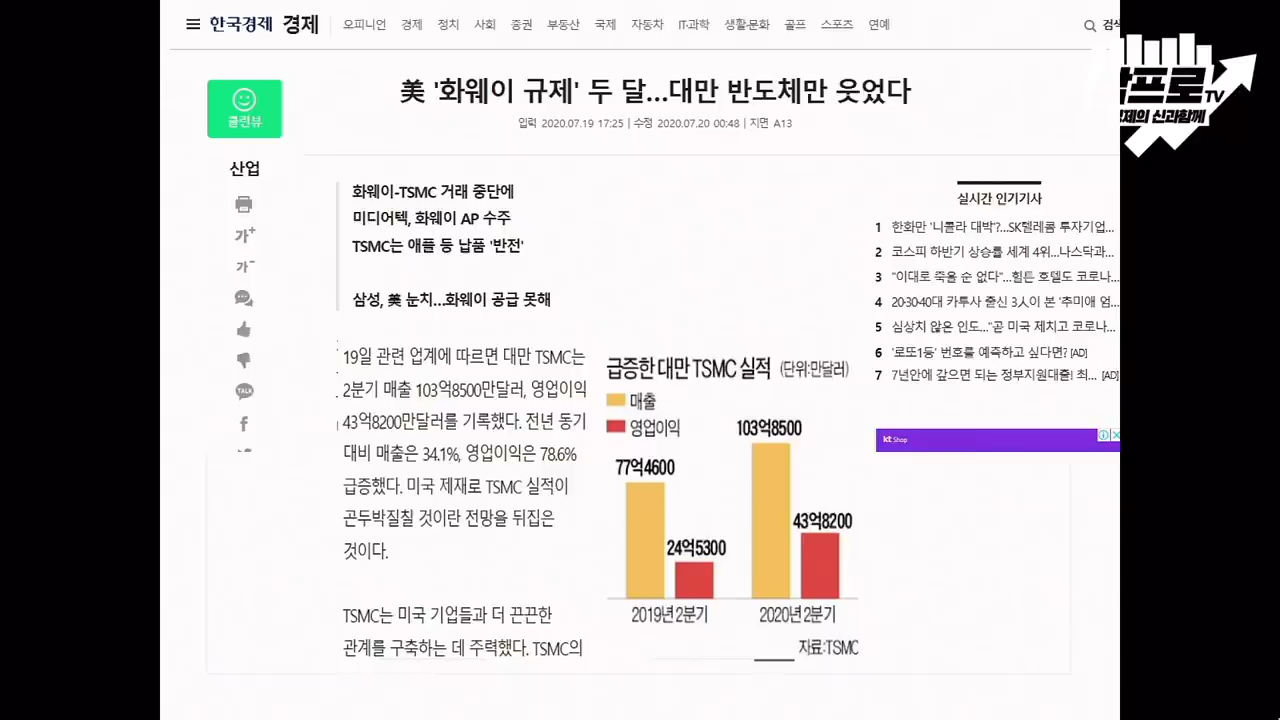 한국경제 경제 오피니언 경제 정치 사회 증권 부동산 국제 자동차 IT·과학 생활·문화 골프 스포츠 연예
美 '화웨이 규제' 두 달...대만 반도체만 웃었다
입력 2020.07.19 17:25 | 수정 2020.07.20 00:48 | 지면 A13
클린뷰
산업
가+
가-
TALK
f
화웨이-TSMC 거래 중단에
미디어텍, 화웨이 AP 수주
TSMC는 애플 등 납품 '반전'
삼성, 美 눈치...화웨이 공급 못해
19일 관련 업계에 따르면 대만 TSMC는
2분기 매출 103억8500만달러, 영업이익
43억8200만달러를 기록했다. 전년 동기
대비 매출은 34.1%, 영업이익은 78.6%
급증했다. 미국 제재로 TSMC 실적이
곤두박질칠 것이란 전망을 뒤집은
것이다.
TSMC는 미국 기업들과 더 끈끈한
관계를 구축하는 데 주력했다. TSMC의
급증한 대만 TSMC 실적 (단위:만달러)
매출
영업이익
103억8500
77억4600
43억8200
24억5300
2019년 2분기 2020년 2분기
자료:TSMC
실시간 인기기사
1 한화만 '니콜라 대박'?...SK텔레콤 투자기업...
2 코스피 하반기 상승률 세계 4위...나스닥과...
3 "이대로 죽을 순 없다"...힘든 호텔도 코로나...
4 20·30·40대 카투사 출신 3人이 본 '추미애 엄...
5 심상치 않은 인도..."곧 미국 제치고 코로나...
6 '로또1등' 번호를 예측하고 싶다면? [AD]
7 7년안에 갚으면 되는 정부지원대출! 최... [AD]
kt Shop
프로TV
제의 신과함께